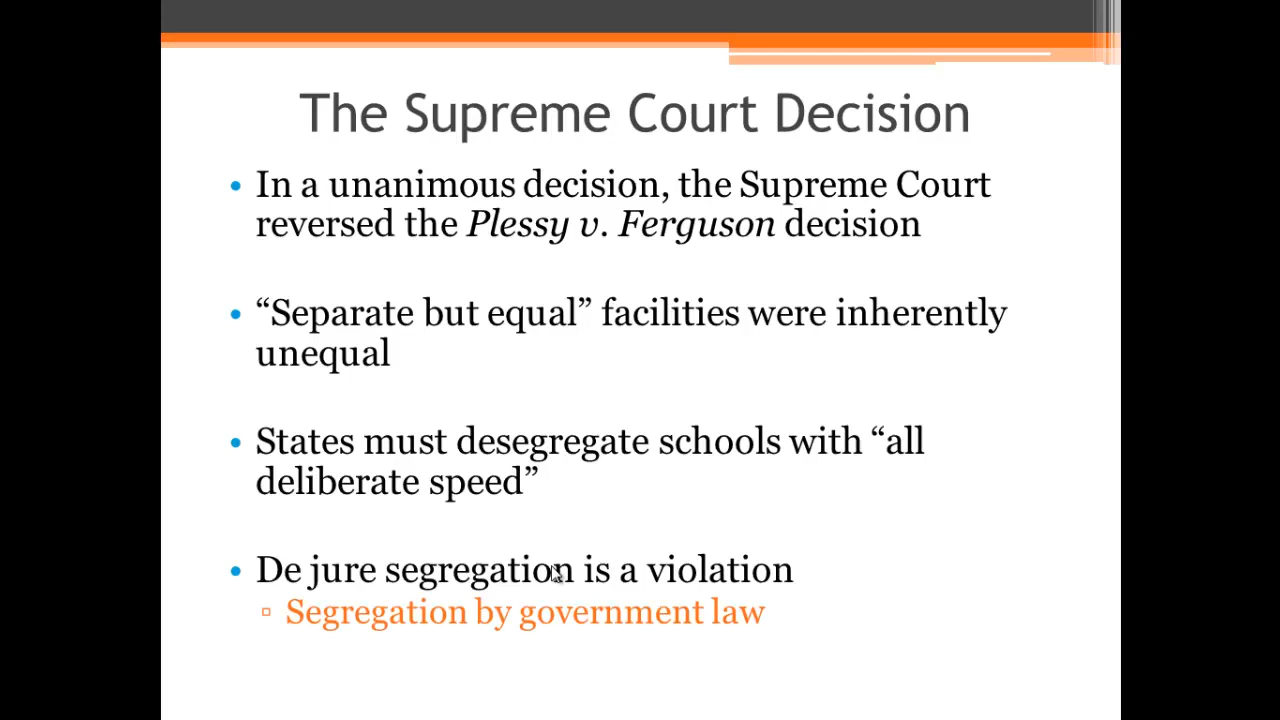 The Supreme Court Decision
• In a unanimous decision, the Supreme Court
reversed the Plessy v. Ferguson decision
• “Separate but equal” facilities were inherently
unequal
• States must desegregate schools with “all
deliberate speed”
• De jure segregation is a violation
▫ Segregation by government law